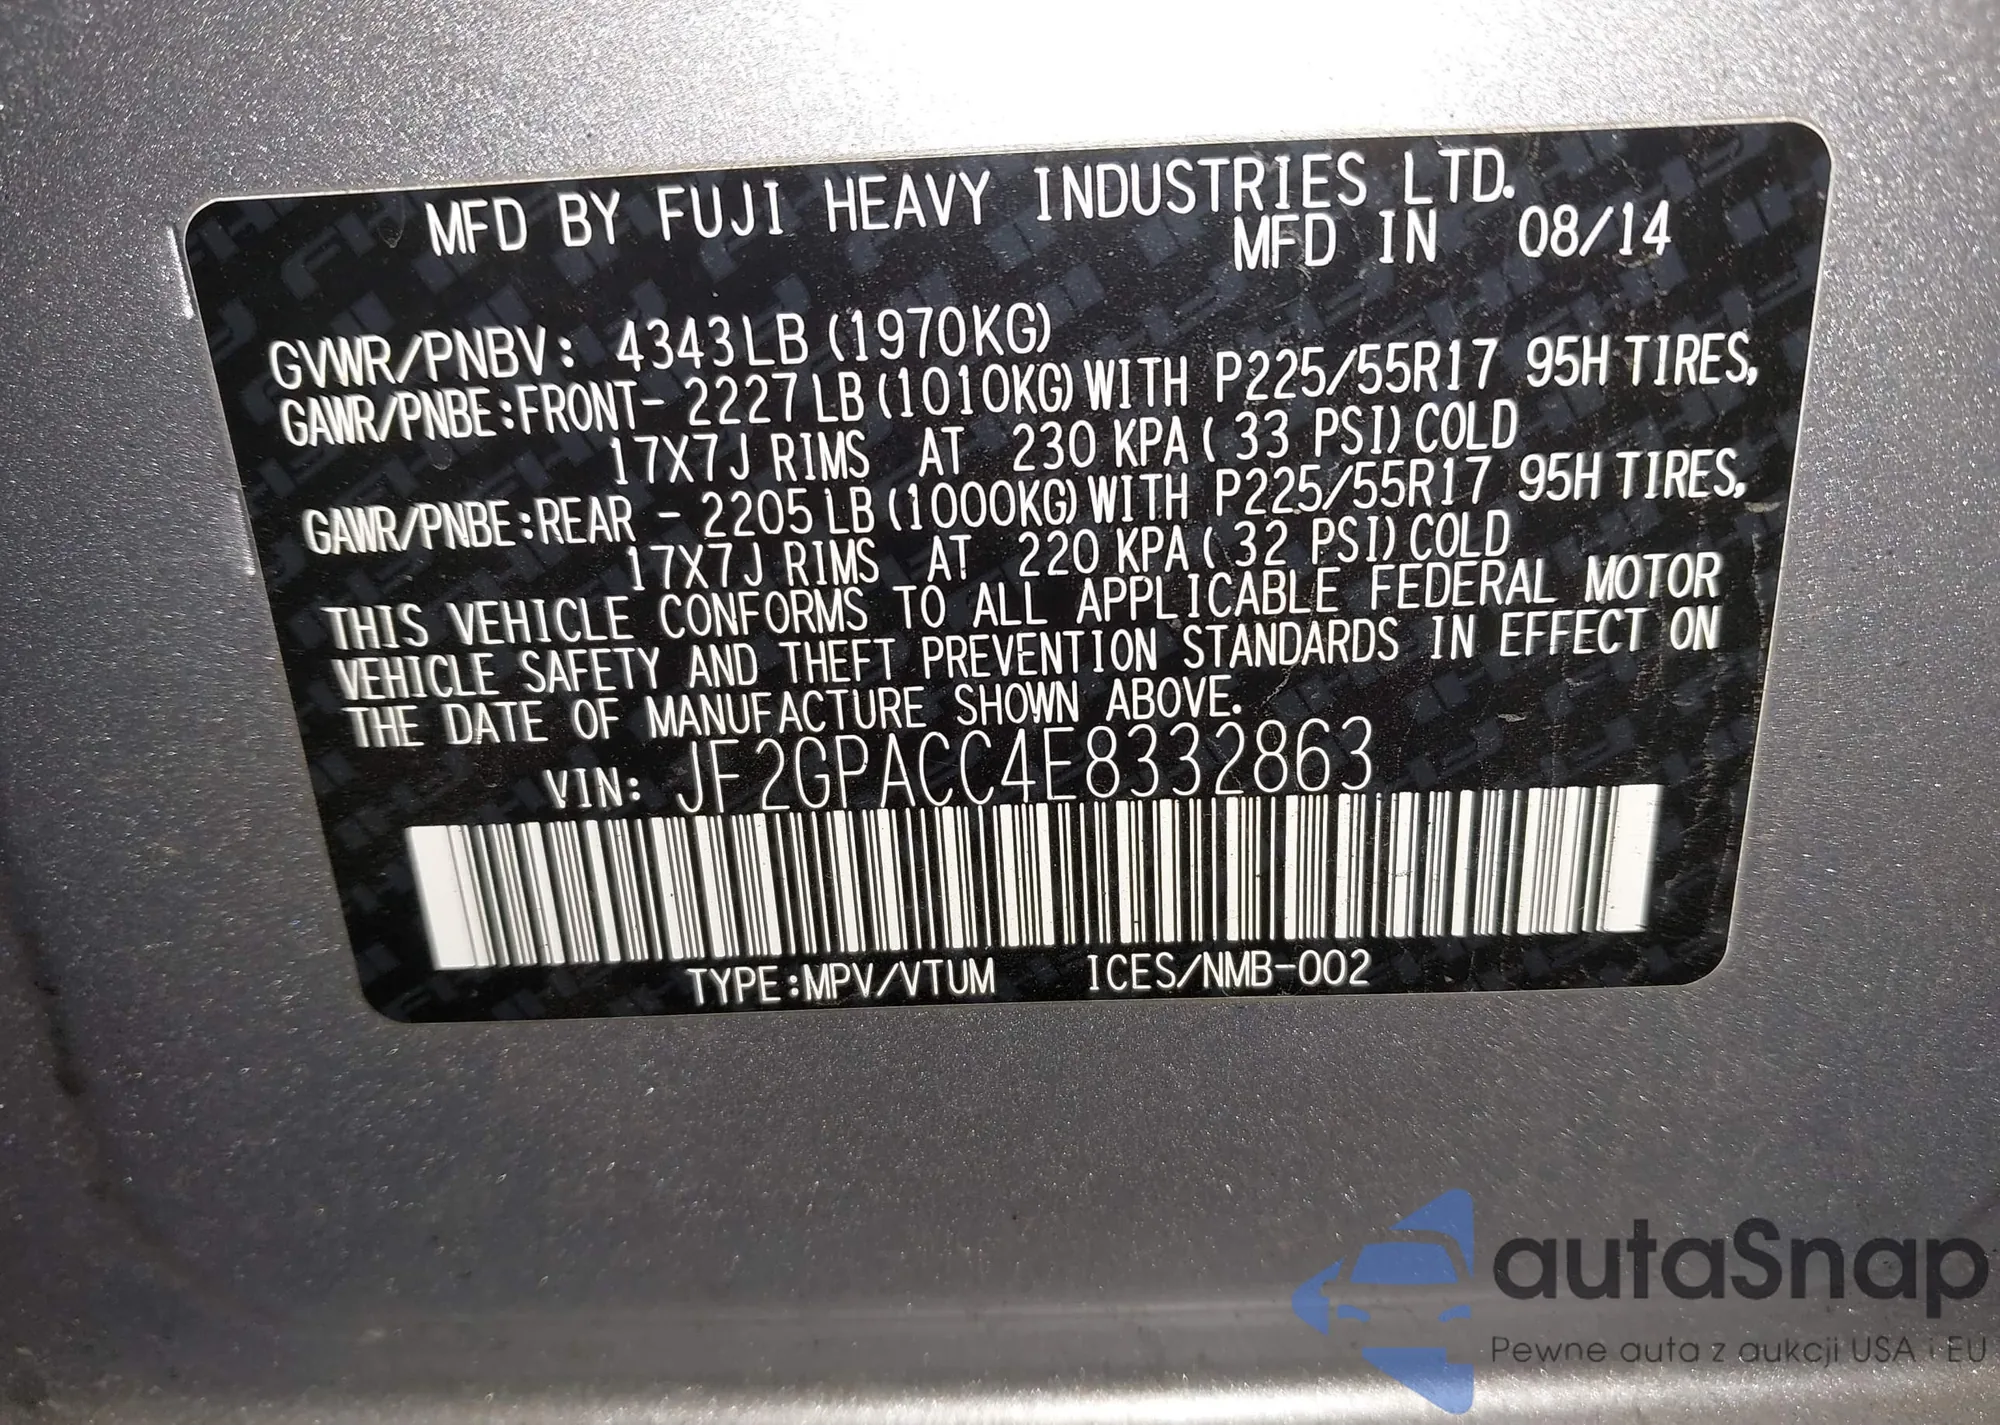 MFD BY FUJI HEAVY INDUSTRIES LTD.
MFD IN 08/14
GVWR/PNBV: 4343LB (1970KG)
GAWR/PNBE:FRONT- 2227LB(1010KG)WITH P225/55R17 95H TIRES,
17X7J RIMS AT 230 KPA( 33 PSI)COLD
GAWR/PNBE:REAR - 2205LB(1000KG)WITH P225/55R17 95H TIRES,
17X7J RIMS AT 220 KPA( 32 PSI)COLD
THIS VEHICLE CONFORMS TO ALL APPLICABLE FEDERAL MOTOR
VEHICLE SAFETY AND THEFT PREVENTION STANDARDS IN EFFECT ON
THE DATE OF MANUFACTURE SHOWN ABOVE.
VIN: JF2GPACC4E8332863
TYPE:MPV/VTUM ICES/NMB-002
autaSnap
Pewne auta z aukcji USA i EU